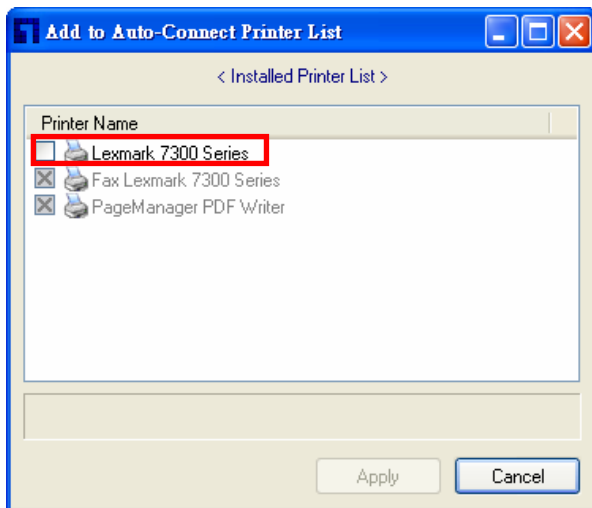 Add to Auto-Connect Printer List
< Installed Printer List >
Printer Name
Lexmark 7300 Series
Fax Lexmark 7300 Series
PageManager PDF Writer
Apply
Cancel